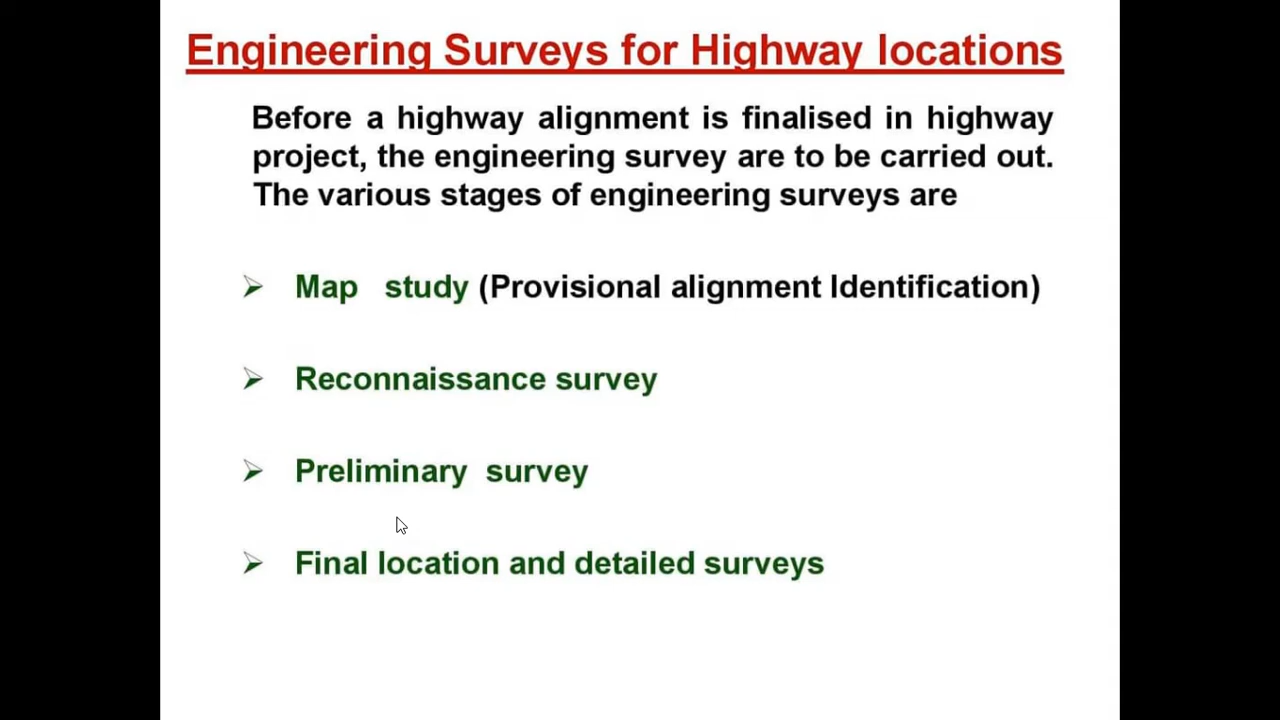 Engineering Surveys for Highway locations
Before a highway alignment is finalised in highway
project, the engineering survey are to be carried out.
The various stages of engineering surveys are
Map study (Provisional alignment Identification)
Reconnaissance survey
Preliminary survey
Final location and detailed surveys